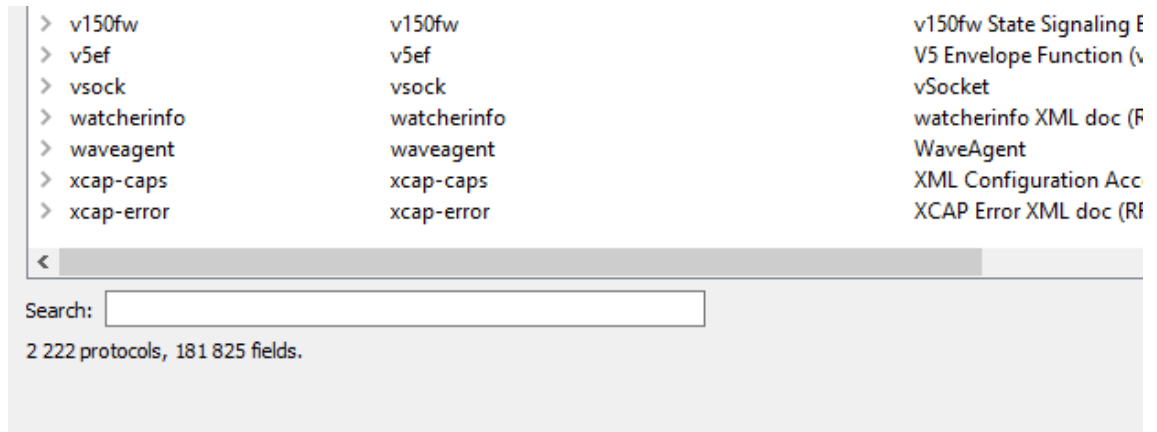 v150fw v150fw v150fw State Signaling E
v5ef v5ef V5 Envelope Function (v
vsock vsock vSocket
watcherinfo watcherinfo watcherinfo XML doc (R
waveagent waveagent WaveAgent
xcap-caps xcap-caps XML Configuration Acc
xcap-error xcap-error XCAP Error XML doc (RF
Search:
2 222 protocols, 181 825 fields.